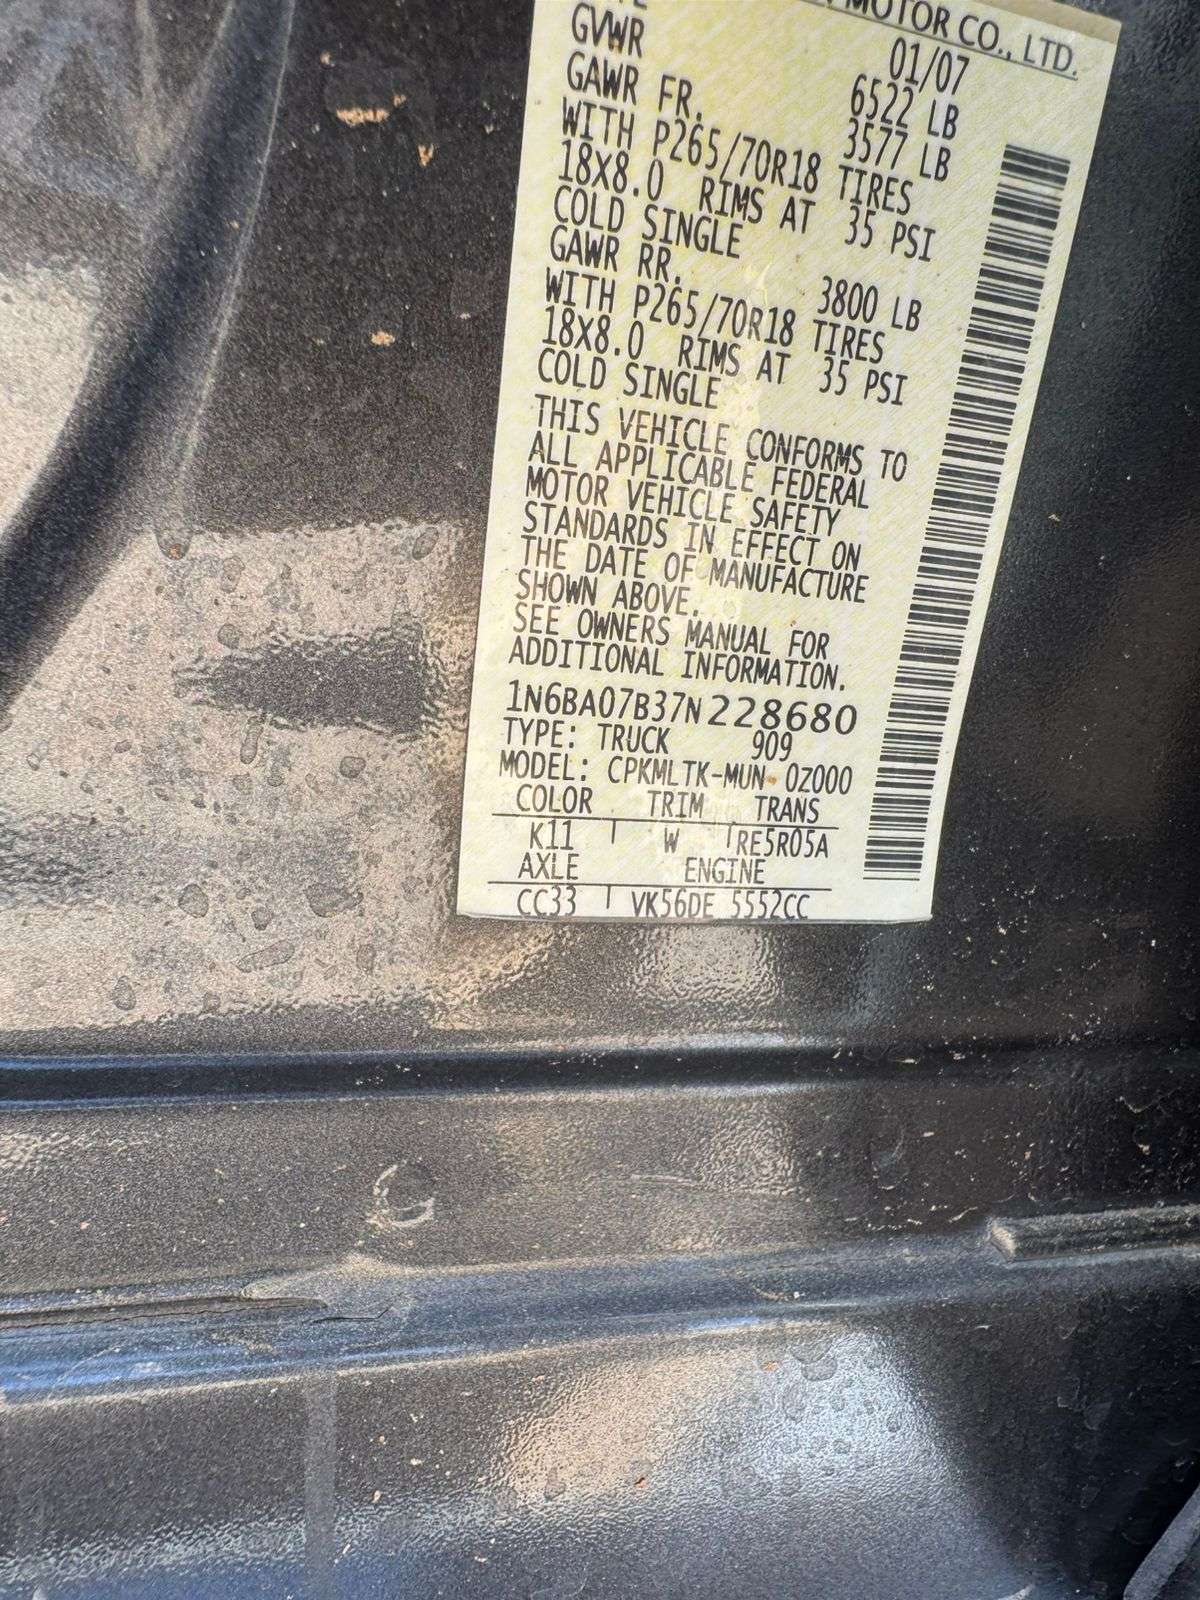 MOTOR CO., LTD.
01/07
GVWR 6522 LB
GAWR FR. 3577 LB
WITH P265/70R18 TIRES
18X8.0 RIMS AT 35 PSI
COLD SINGLE
GAWR RR. 3800 LB
WITH P265/70R18 TIRES
18X8.0 RIMS AT 35 PSI
COLD SINGLE
THIS VEHICLE CONFORMS TO
ALL APPLICABLE FEDERAL
MOTOR VEHICLE SAFETY
STANDARDS IN EFFECT ON
THE DATE OF MANUFACTURE
SHOWN ABOVE.
SEE OWNERS MANUAL FOR
ADDITIONAL INFORMATION.
1N6BA07B37N228680
TYPE: TRUCK 909
MODEL: CPKMLTK-MUN 0Z000
COLOR TRIM TRANS
K11 W RE5R05A
AXLE ENGINE
CC33 VK56DE 5552CC